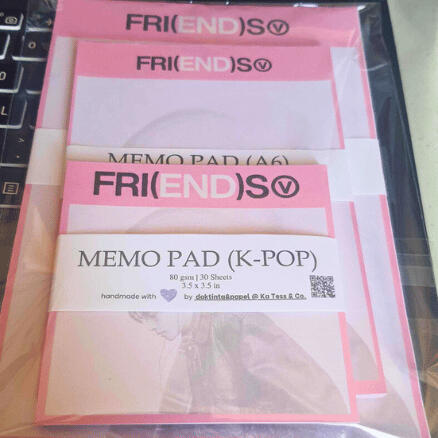 FRI(END)S Ⓥ
FRI(END)S Ⓥ
MEMO PAD (A6)
FRI(END)S Ⓥ
MEMO PAD (K-POP)
80 gsm | 30 Sheets
3.5 x 3.5 in
handmade with 💜 by doktinta&papel @ Ka Tess & Co.